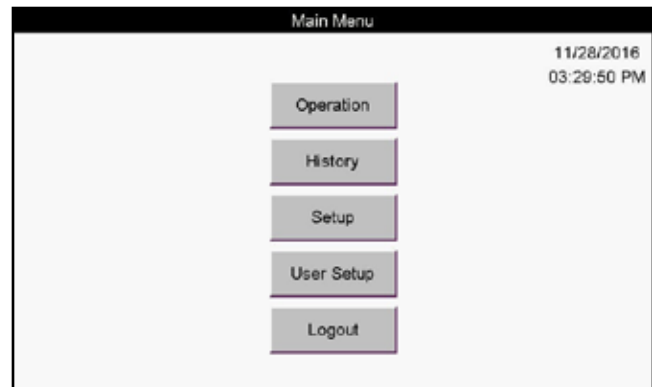 Main Menu
11/28/2016
03:29:50 PM
Operation
History
Setup
User Setup
Logout